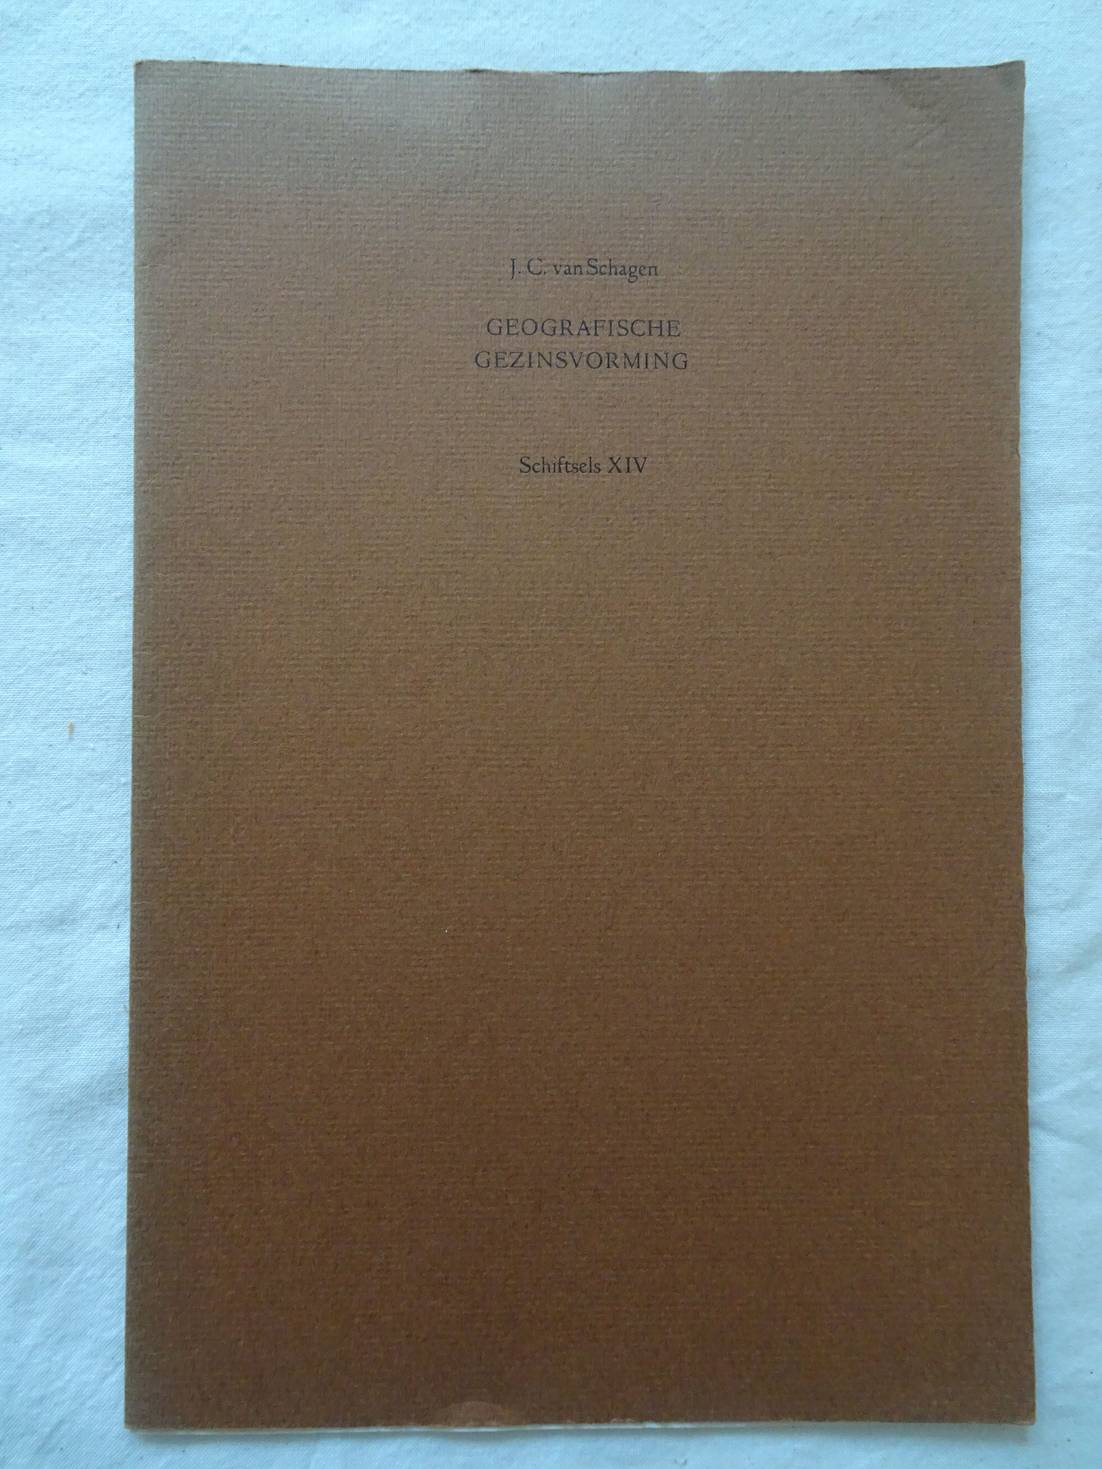 J. C. van Schagen
GEOGRAFISCHE
GEZINSVORMING
Schiftsels XIV